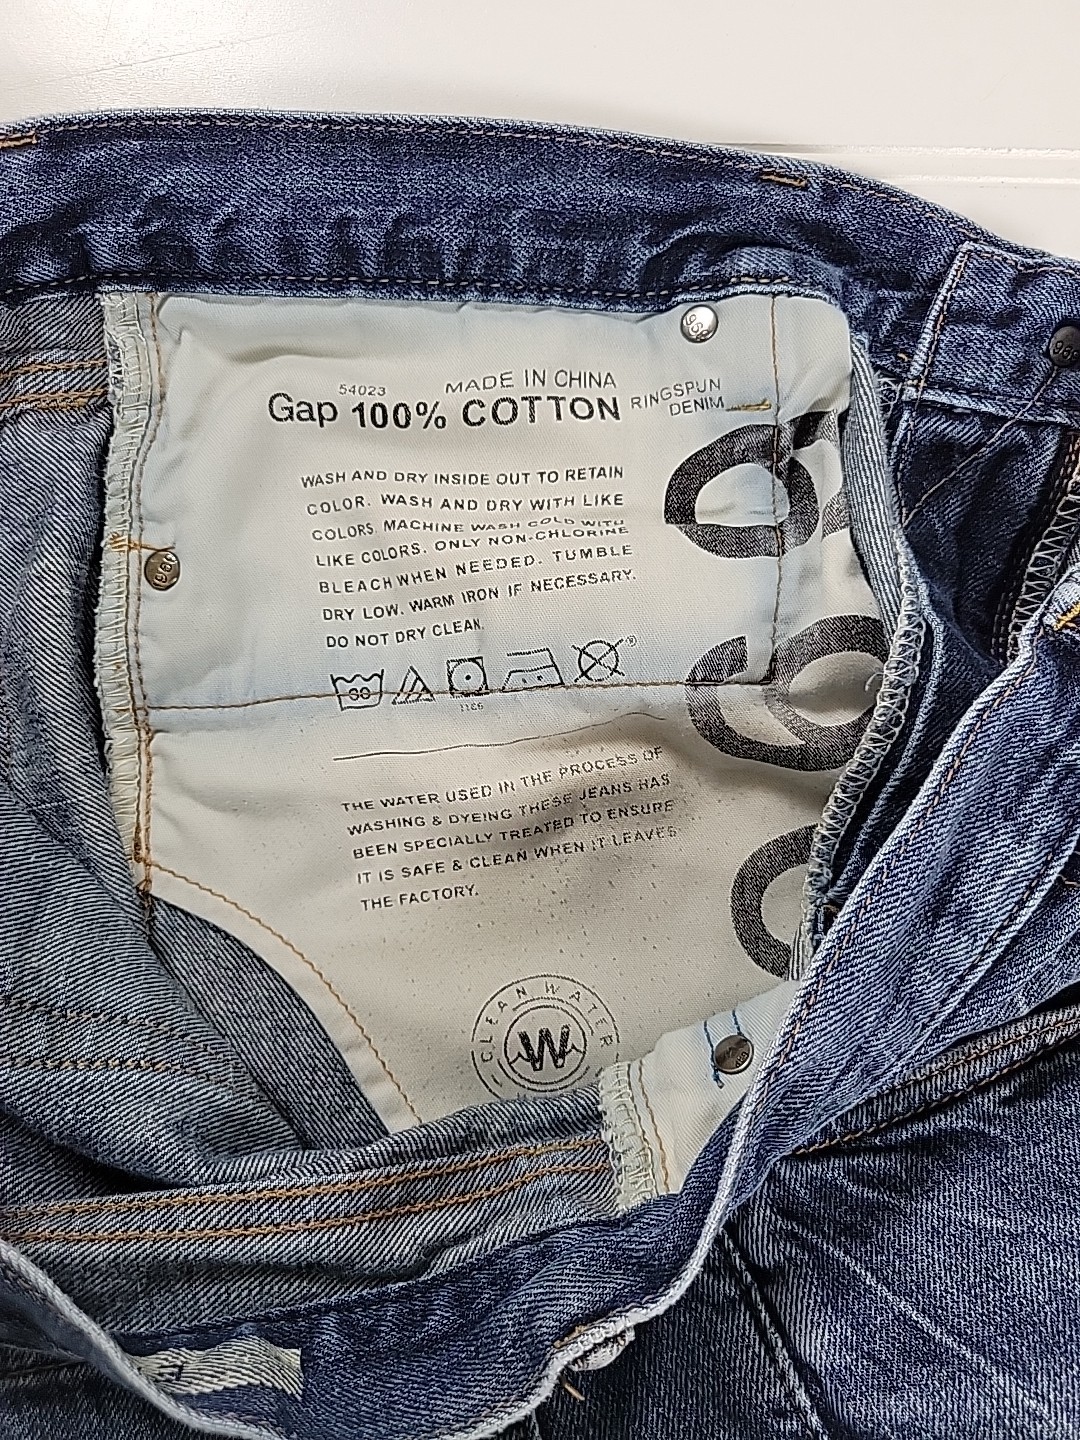 54023 MADE IN CHINA
Gap 100% COTTON RINGSPUN DENIM
WASH AND DRY INSIDE OUT TO RETAIN
COLOR. WASH AND DRY WITH LIKE
COLORS. MACHINE WASH COLD WITH
LIKE COLORS. ONLY NON-CHLORINE
BLEACH WHEN NEEDED. TUMBLE
DRY LOW. WARM IRON IF NECESSARY.
DO NOT DRY CLEAN.
30
THE WATER USED IN THE PROCESS OF
WASHING & DYEING THESE JEANS HAS
BEEN SPECIALLY TREATED TO ENSURE
IT IS SAFE & CLEAN WHEN IT LEAVES
THE FACTORY.
CLEAN WATER
W
1969